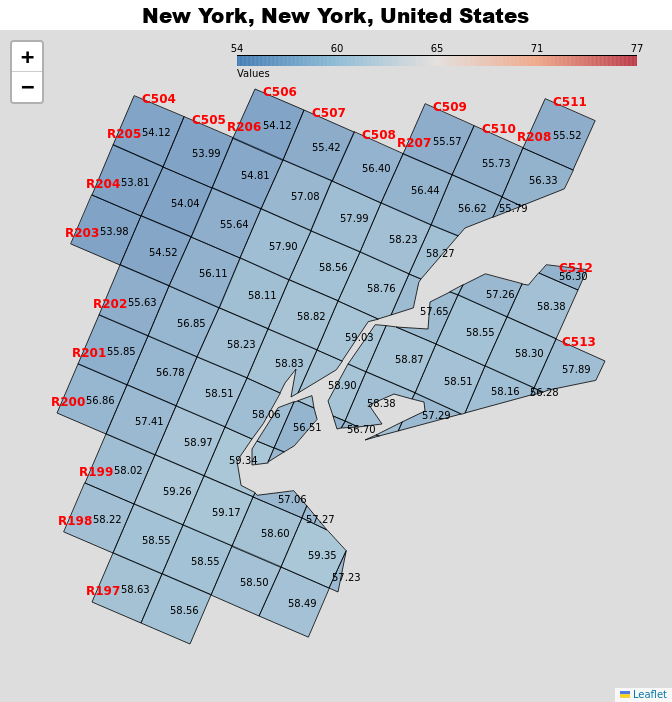 New York, New York, United States
+
−
54 60 65 71 77
Values
C504
C505
C506
C507
C508
C509
C510
C511
R205 54.12
53.99
R206 54.12
55.42
56.40
R207 55.57
55.73
R208 55.52
R204 53.81
54.04
54.81
57.08
57.99
56.44
56.62
55.79
56.33
R203 53.98
54.52
55.64
57.90
58.56
58.23
58.27
C512
56.30
R202 55.63
56.11
58.11
58.82
58.76
57.65
57.26
58.38
R201 55.85
56.85
58.23
58.83
59.03
58.87
58.55
58.30
C513
57.89
R200 56.86
56.78
58.51
58.06
56.51
58.90
58.38
56.70
57.29
58.51
58.16
56.28
57.41
58.97
59.34
R199 58.02
59.26
59.17
57.06
57.27
R198 58.22
58.55
58.55
58.60
59.35
57.23
R197 58.63
58.56
58.50
58.49
Leaflet